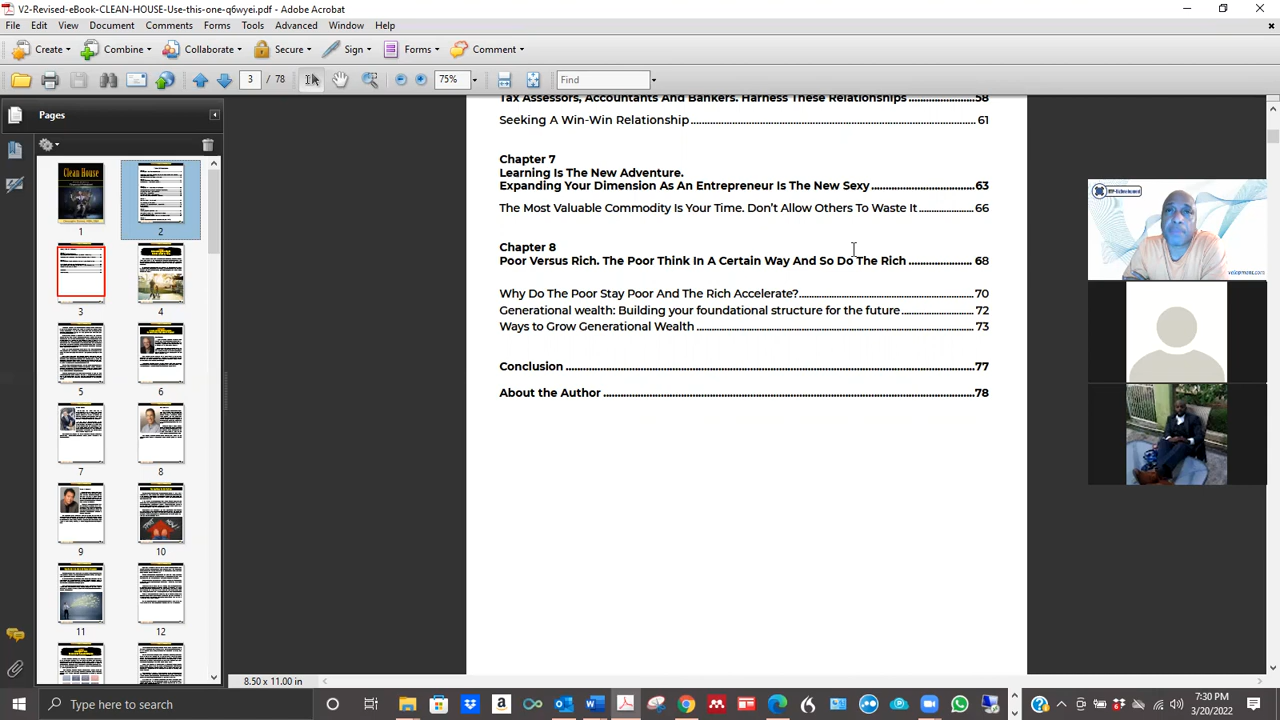 V2-Revised-eBook-CLEAN-HOUSE-Use-this-one-q6wyei.pdf - Adobe Acrobat
File Edit View Document Comments Forms Tools Advanced Window Help
Create Combine Collaborate Secure Sign Forms Comment
3 / 78 75% Find
Pages
Clean House
1 2
3 4
5 6
7 8
9 10
11 12
Tax Assessors, Accountants And Bankers. Harness These Relationships 58
Seeking A Win-Win Relationship 61
Chapter 7
Learning Is The New Adventure.
Expanding Your Dimension As An Entrepreneur Is The New Sexy 63
The Most Valuable Commodity Is Your Time. Don't Allow Others To Waste It 66
Chapter 8
Poor Versus Rich. The Poor Think In A Certain Way And So Do The Rich 68
Why Do The Poor Stay Poor And The Rich Accelerate? 70
Generational wealth: Building your foundational structure for the future 72
Ways to Grow Generational Wealth 73
Conclusion 77
About the Author 78
8.50 x 11.00 in
Type here to search
7:30 PM
3/20/2022